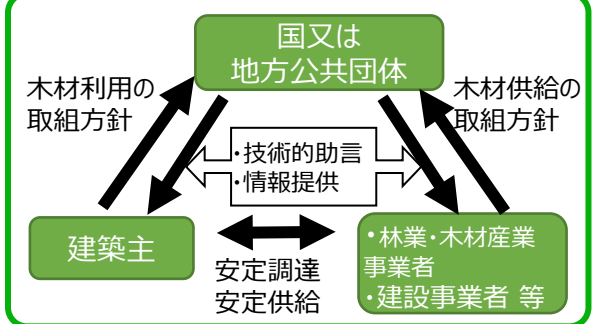 国又は
地方公共団体
木材利用の
取組方針
木材供給の
取組方針
・技術的助言
・情報提供
建築主
安定調達
安定供給
・林業・木材産業
事業者
・建設事業者 等